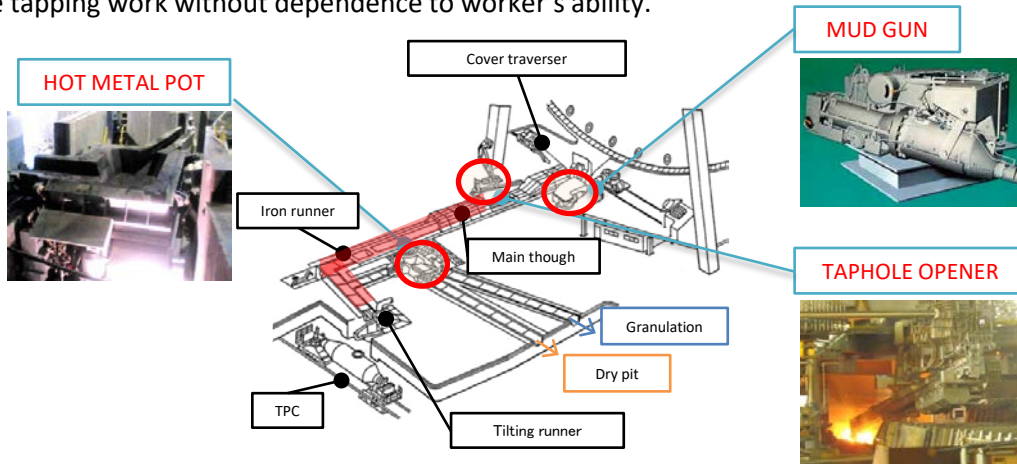 tapping work without dependence to worker's ability.
MUD GUN
Cover traverser
HOT METAL POT
Iron runner
Main though
TAPHOLE OPENER
Granulation
Dry pit
TPC
Tilting runner